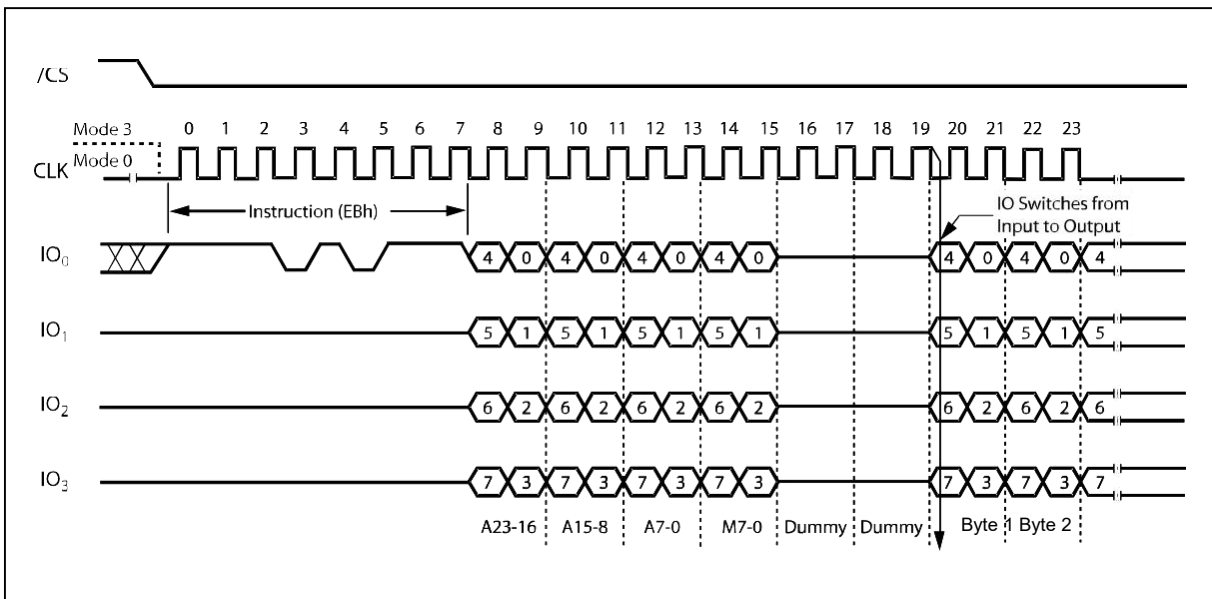 /CS
Mode 3
0 1 2 3 4 5 6 7 8 9 10 11 12 13 14 15 16 17 18 19 20 21 22 23
Mode 0
CLK
Instruction (EBh)
IO Switches from
Input to Output
IO0 4 0 4 0 4 0 4 0 4 0 4 0 4
IO1 5 1 5 1 5 1 5 1 5 1 5 1 5
IO2 6 2 6 2 6 2 6 2 6 2 6 2 6
IO3 7 3 7 3 7 3 7 3 7 3 7 3 7
A23-16 A15-8 A7-0 M7-0 Dummy Dummy Byte 1 Byte 2